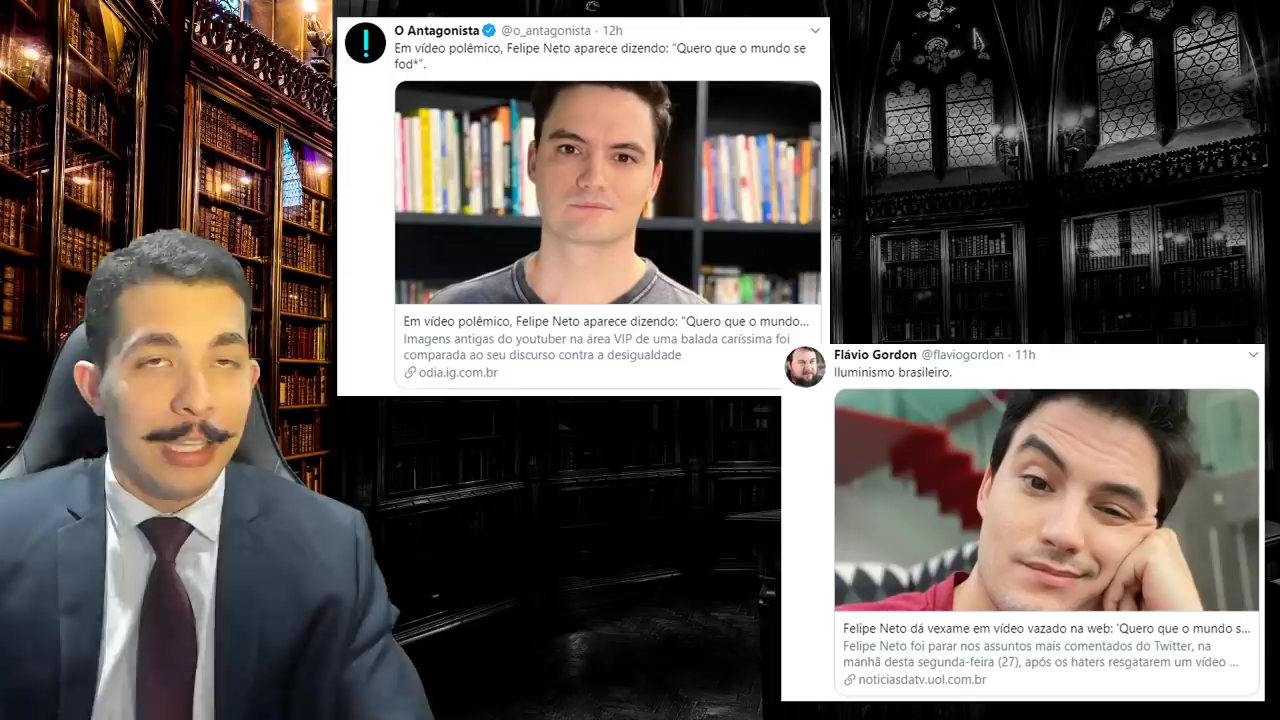 O Antagonista @o_antagonista · 12h
Em vídeo polêmico, Felipe Neto aparece dizendo: “Quero que o mundo se
fod*”.
Em vídeo polêmico, Felipe Neto aparece dizendo: “Quero que o mundo...
Imagens antigas do youtuber na área VIP de uma balada caríssima foi
comparada ao seu discurso contra a desigualdade
odia.ig.com.br
Flávio Gordon @flaviogordon · 11h
Iluminismo brasileiro.
Felipe Neto dá vexame em vídeo vazado na web: 'Quero que o mundo s...
Felipe Neto foi parar nos assuntos mais comentados do Twitter, na
manhã desta segunda-feira (27), após os haters resgatarem um vídeo ...
noticiasdatv.uol.com.br